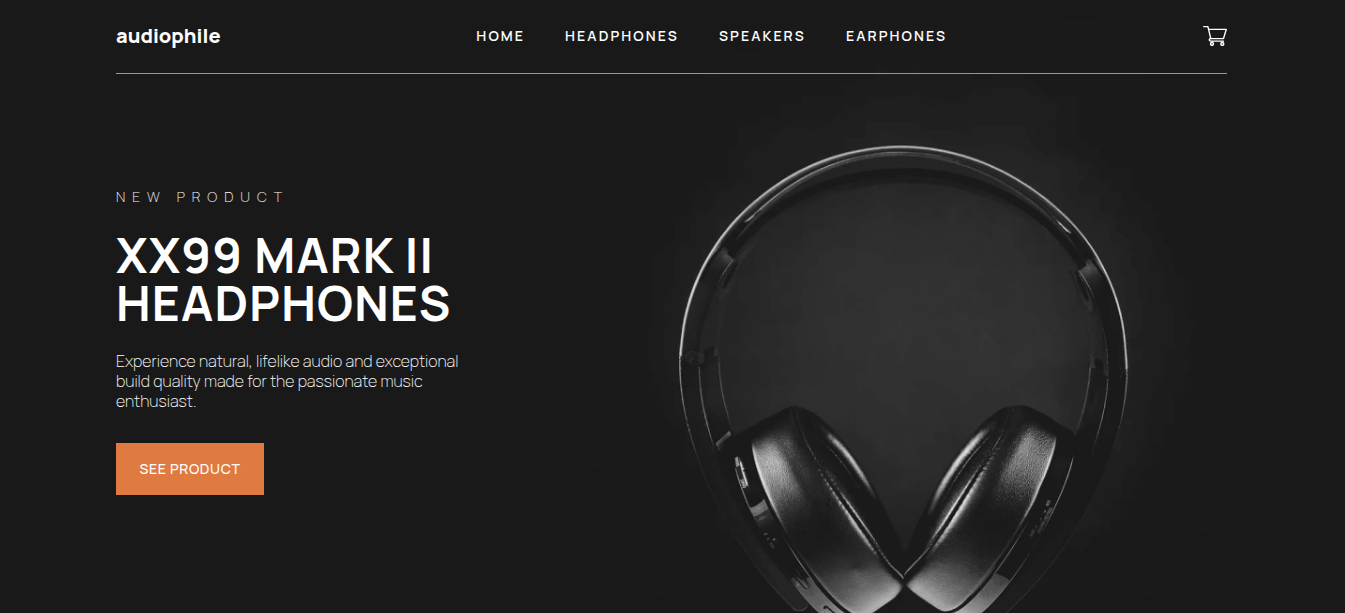 audiophile
HOME HEADPHONES SPEAKERS EARPHONES
NEW PRODUCT
XX99 MARK II
HEADPHONES
Experience natural, lifelike audio and exceptional
build quality made for the passionate music
enthusiast.
SEE PRODUCT